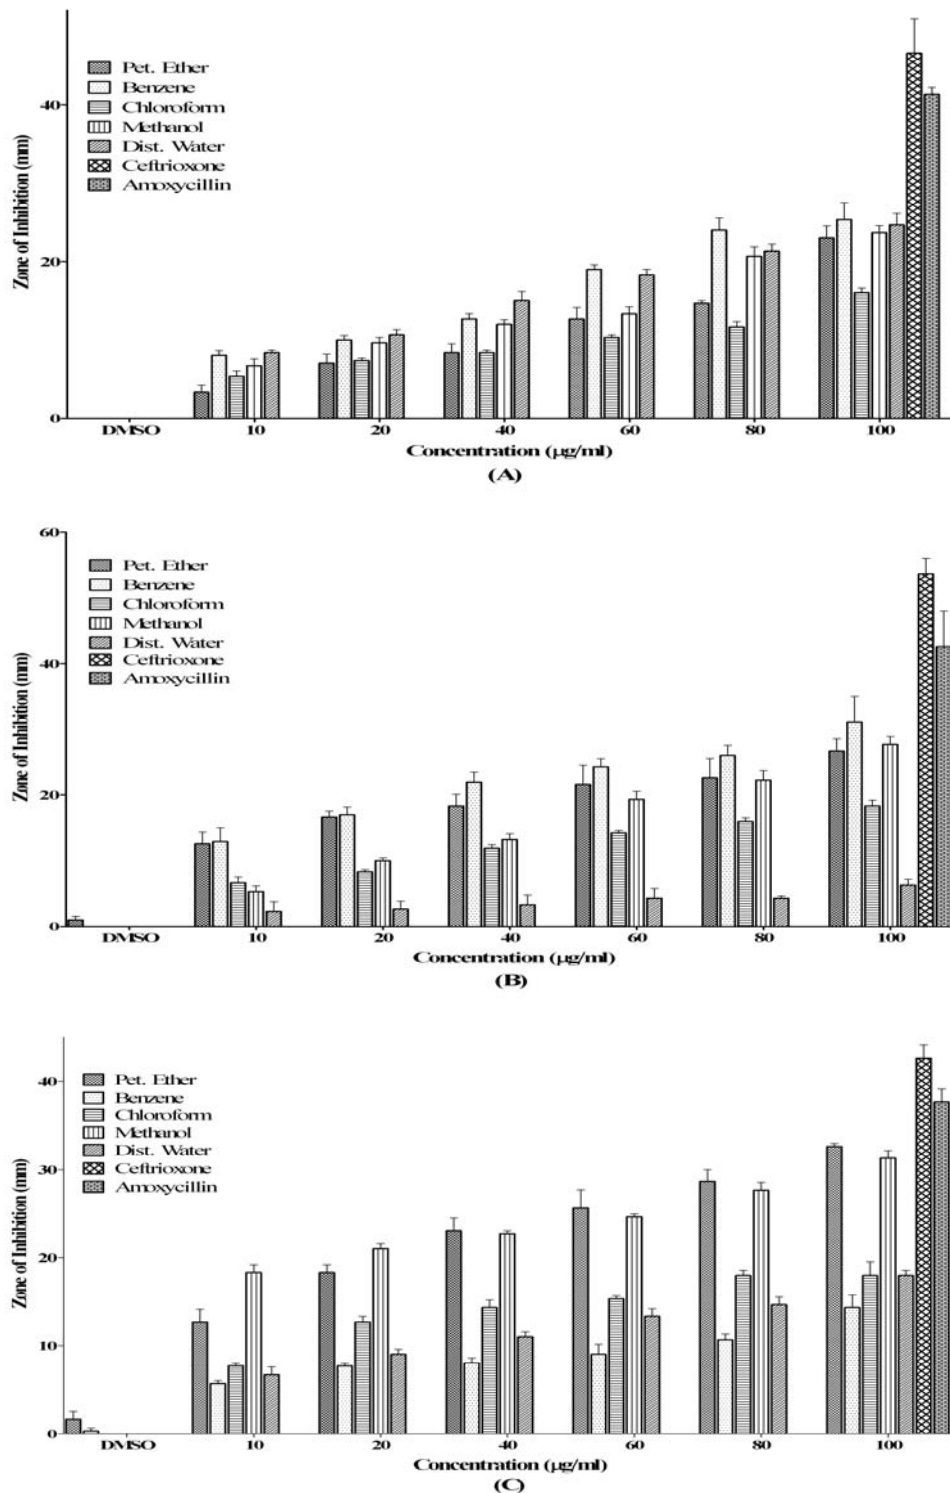 Zone of Inhibition (mm)
40
20
0
Pet. Ether
Benzene
Chloroform
Methanol
Dist. Water
Ceftrioxone
Amoxycillin
DMSO 10 20 40 60 80 100
Concentration (µg/ml)
(A)
Zone of Inhibition (mm)
60
40
20
0
Pet. Ether
Benzene
Chloroform
Methanol
Dist. Water
Ceftrioxone
Amoxycillin
DMSO 10 20 40 60 80 100
Concentration (µg/ml)
(B)
Zone of Inhibition (mm)
40
30
20
10
0
Pet. Ether
Benzene
Chloroform
Methanol
Dist. Water
Ceftrioxone
Amoxycillin
DMSO 10 20 40 60 80 100
Concentration (µg/ml)
(C)